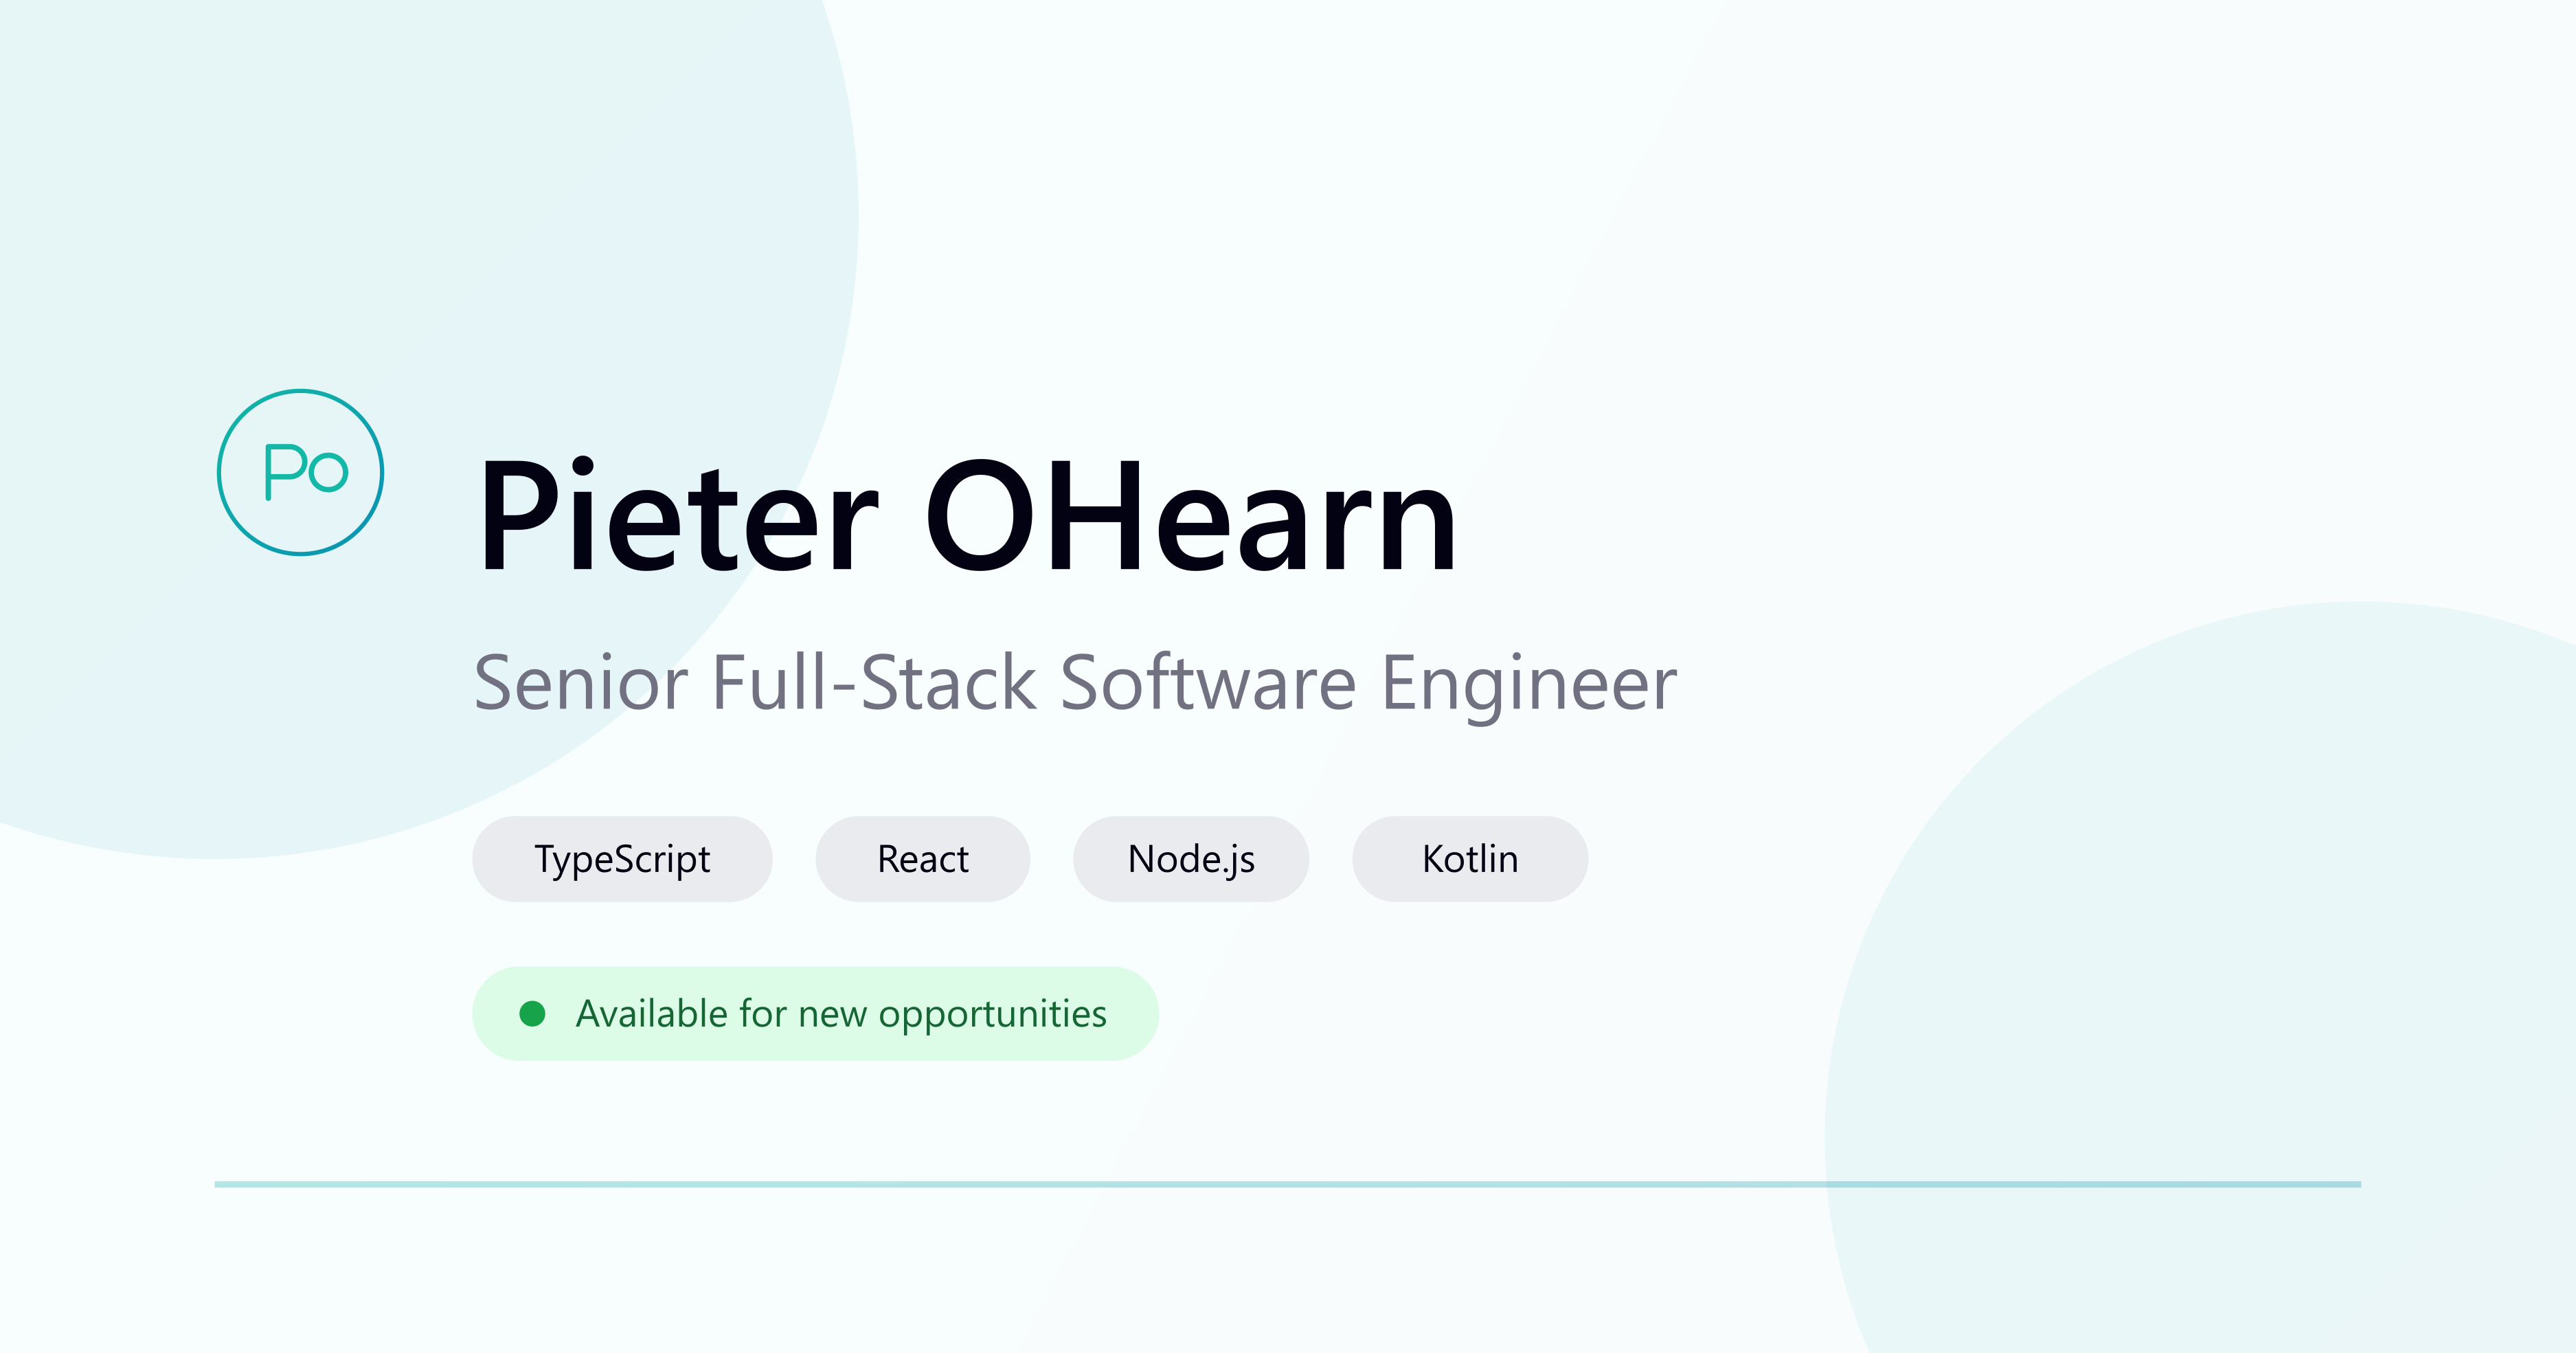 Po
Pieter OHearn
Senior Full-Stack Software Engineer
TypeScript React Node.js Kotlin
Available for new opportunities